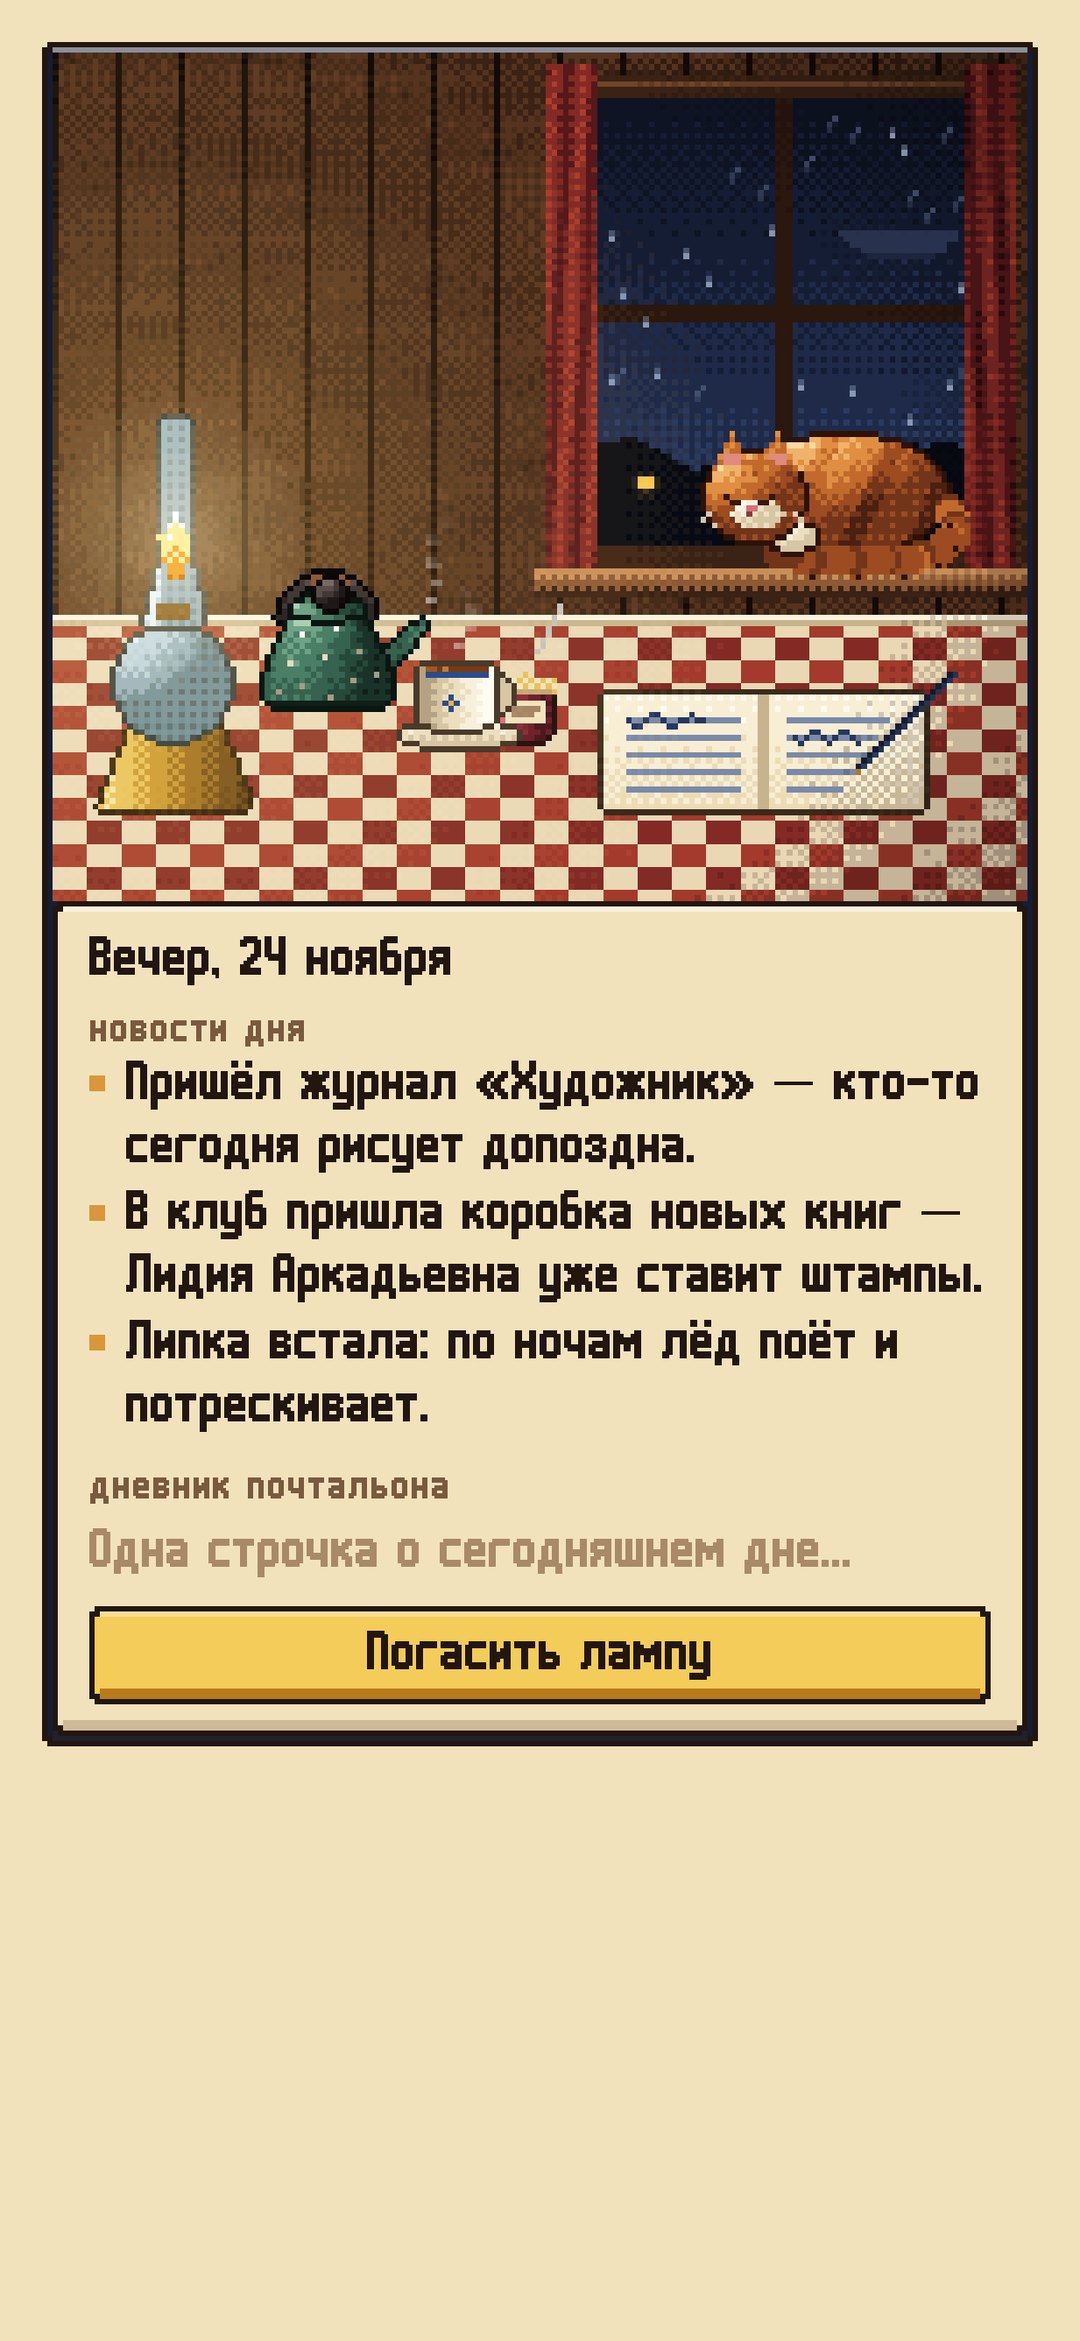 Вечер, 24 ноября
новости дня
Пришёл журнал «Художник» — кто-то
сегодня рисует допоздна.
В клуб пришла коробка новых книг —
Лидия Аркадьевна уже ставит штампы.
Липка встала: по ночам лёд поёт и
потрескивает.
дневник почтальона
Одна строчка о сегодняшнем дне...
Погасить лампу